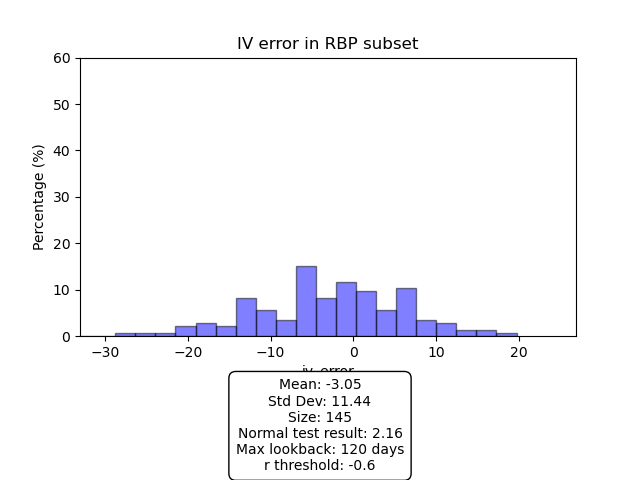 IV error in RBP subset
60
50
40
30
20
10
0
Percentage (%)
−30
−20
−10
0
10
20
iv_error
Mean: -3.05
Std Dev: 11.44
Size: 145
Normal test result: 2.16
Max lookback: 120 days
r threshold: -0.6